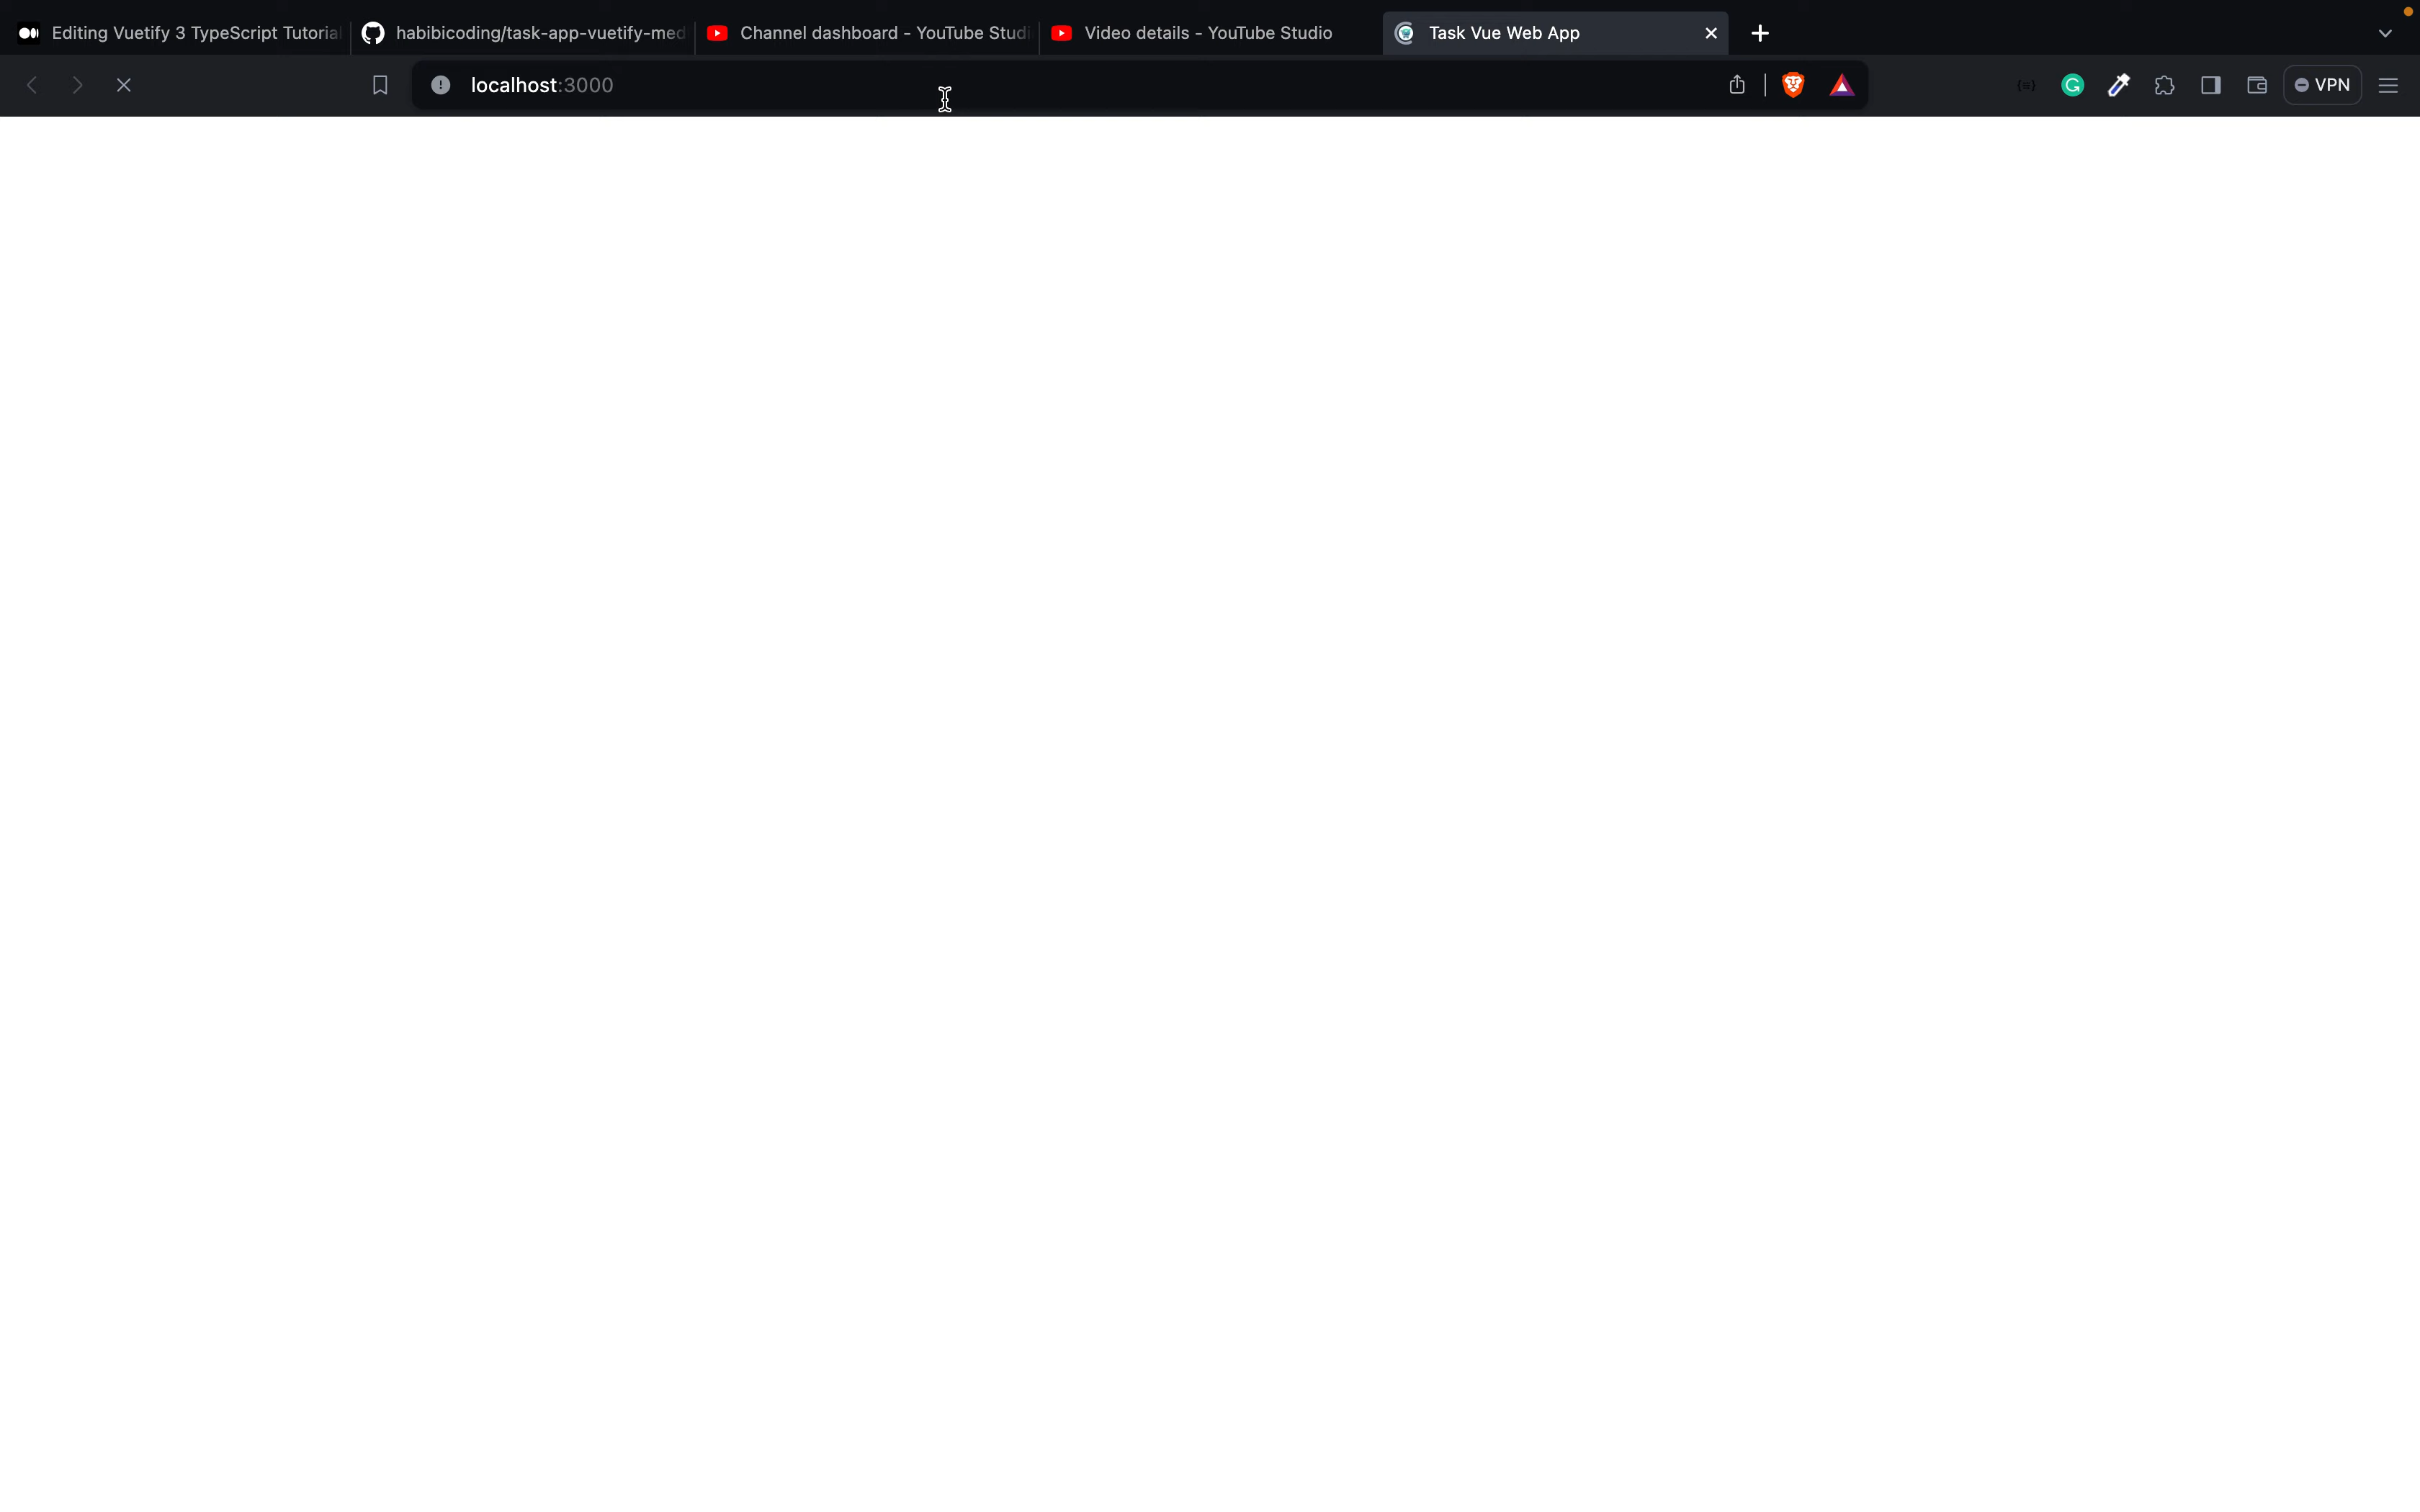 Editing Vuetify 3 TypeScript Tutorial
habibicoding/task-app-vuetify-med
Channel dashboard - YouTube Studi
Video details - YouTube Studio
Task Vue Web App
localhost:3000
VPN